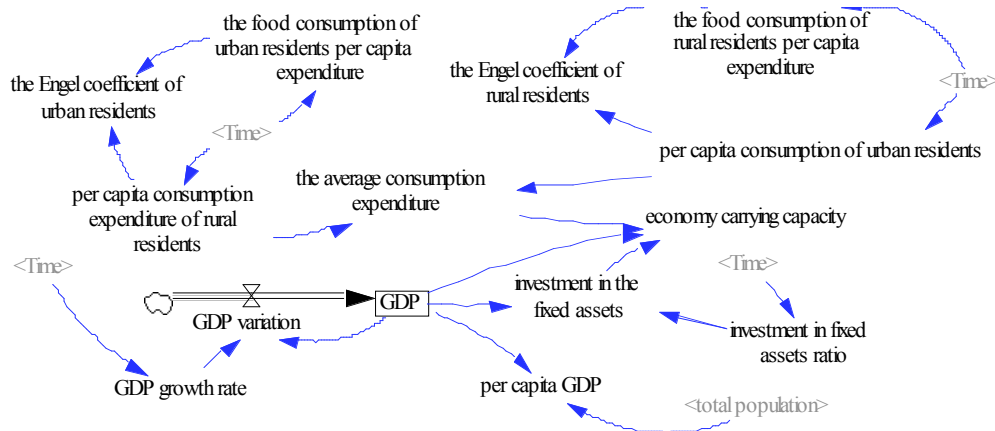 the food consumption of
urban residents per capita
expenditure
the food consumption of
rural residents per capita
expenditure
the Engel coefficient of
urban residents
the Engel coefficient of
rural residents
<Time>
<Time>
per capita consumption of urban residents
per capita consumption
expenditure of rural
residents
the average consumption
expenditure
economy carrying capacity
<Time>
<Time>
investment in the
fixed assets
GDP
GDP variation
investment in fixed
assets ratio
GDP growth rate
per capita GDP
<total population>